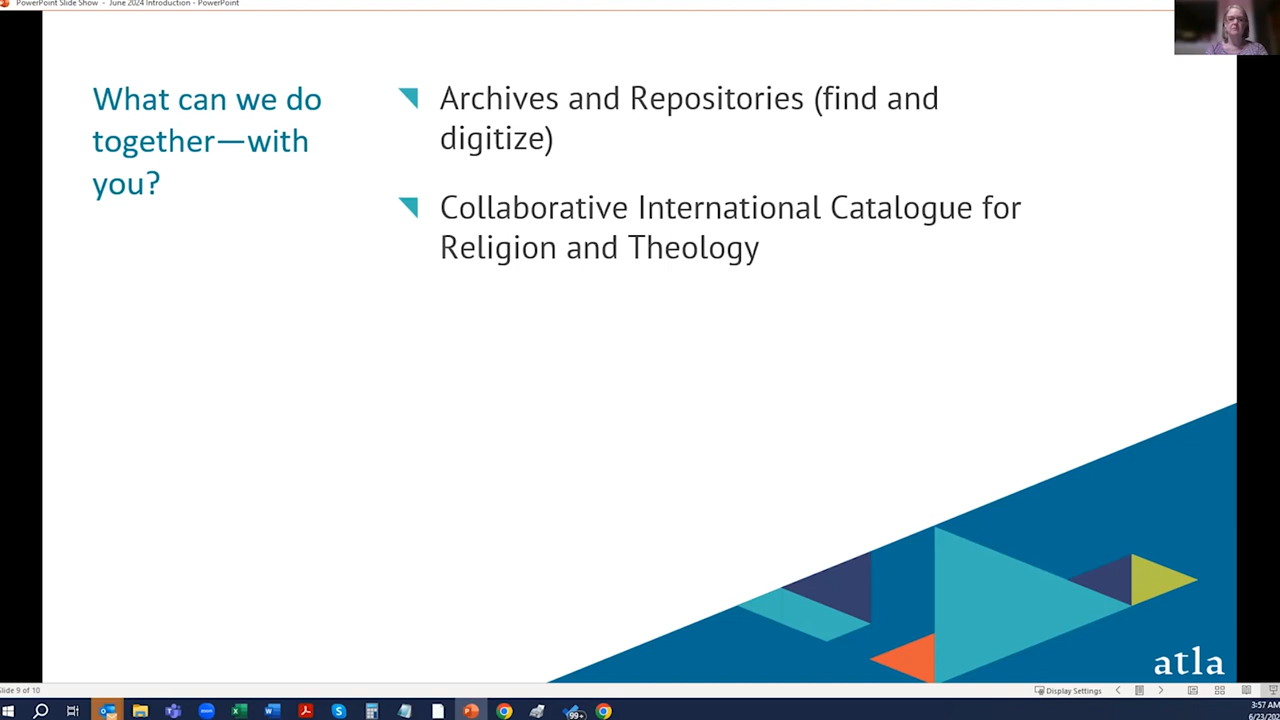 PowerPoint Slide Show - June 2024 Introduction - PowerPoint
What can we do
together—with
you?
Archives and Repositories (find and
digitize)
Collaborative International Catalogue for
Religion and Theology
atla
Slide 9 of 10
Display Settings
99+
3:57 AM